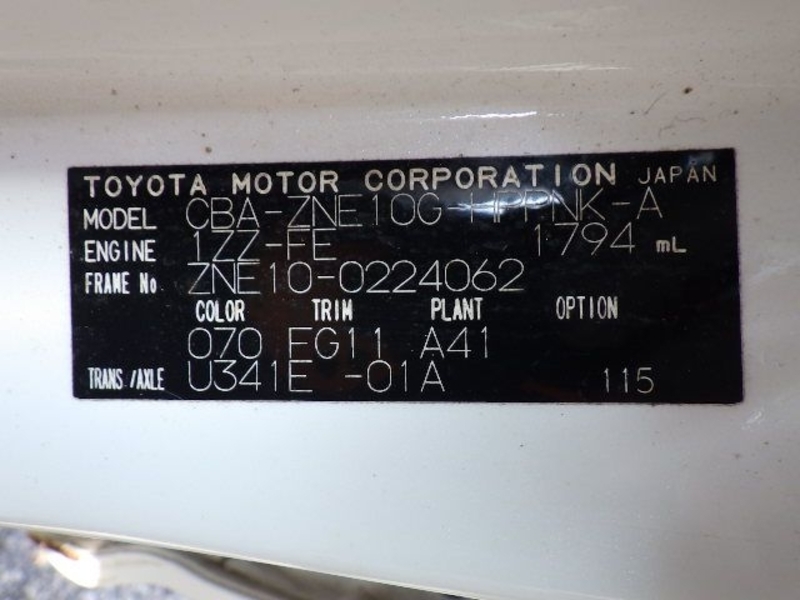 TOYOTA MOTOR CORPORATION JAPAN
MODEL CBA-ZNE10G-HPPNK-A
ENGINE 1ZZ-FE 1794 mL
FRAME No ZNE10-0224062
COLOR TRIM PLANT OPTION
070 EG11 A41
TRANS./AXLE U341E -01A 115